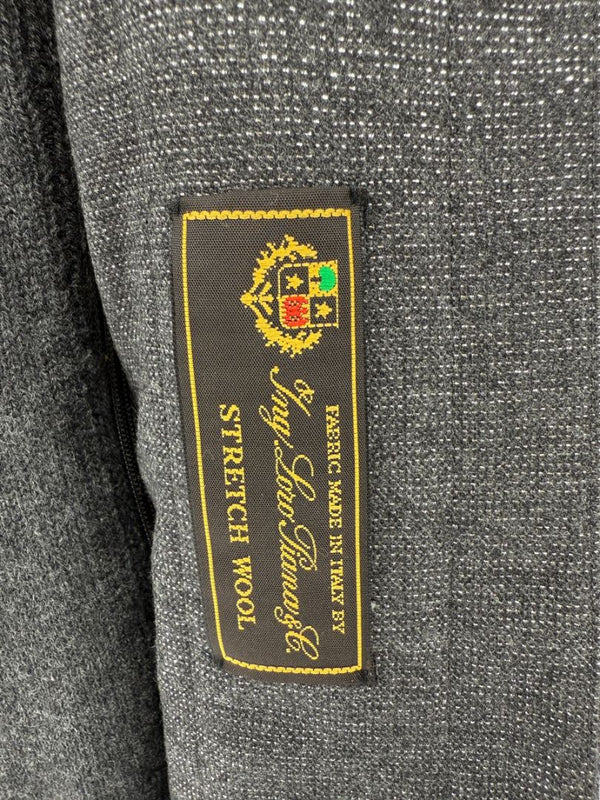 FABRIC MADE IN ITALY BY
Ing. Loro Piana & C.
STRETCH WOOL